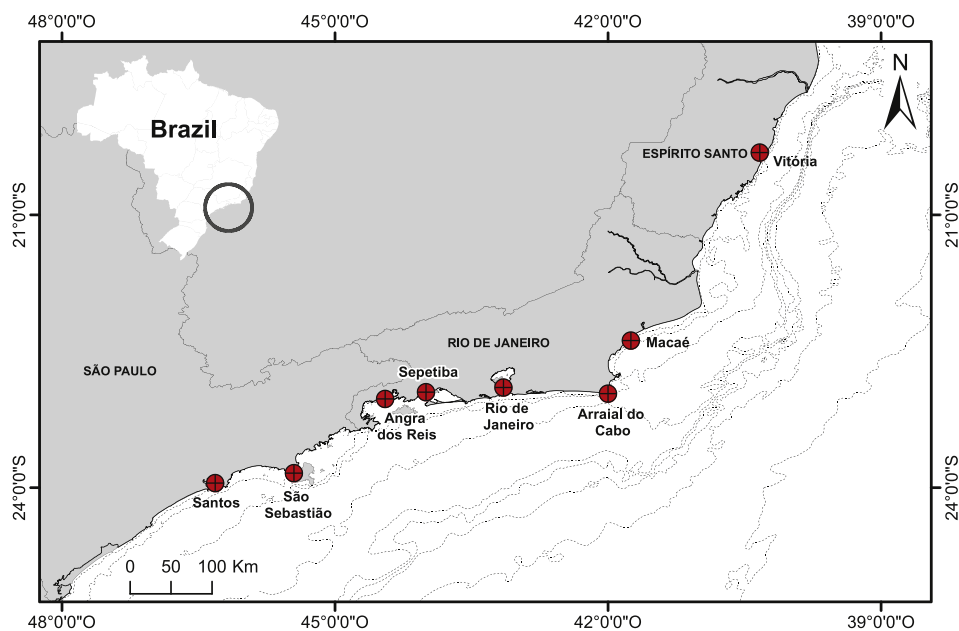 48°0'0"O
45°0'0"O
42°0'0"O
39°0'0"O
N
Brazil
ESPÍRITO SANTO
Vitória
21°0'0"S
21°0'0"S
RIO DE JANEIRO
Macaé
SÃO PAULO
Sepetiba
Angra
dos Reis
Rio de
Janeiro
Arraial do
Cabo
24°0'0"S
24°0'0"S
Santos
São
Sebastião
0 50 100 Km
48°0'0"O
45°0'0"O
42°0'0"O
39°0'0"O